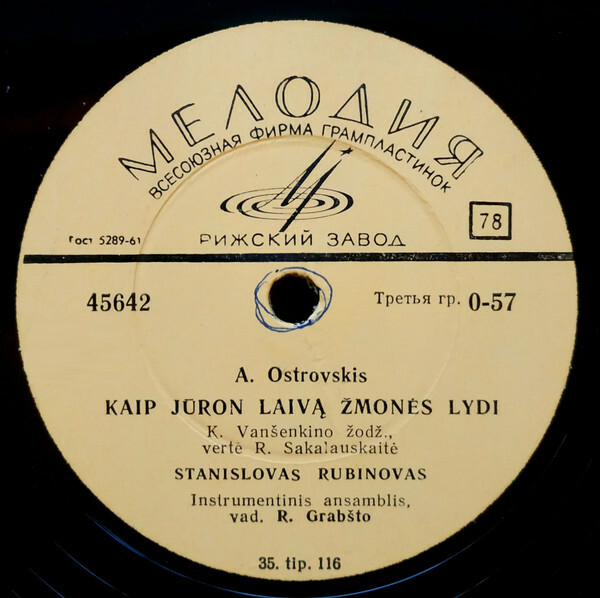 МЕЛОДИЯ
ВСЕСОЮЗНАЯ ФИРМА ГРАМПЛАСТИНОК
Гост 5289-61
РИЖСКИЙ ЗАВОД
78
45642
Третья гр. 0-57
A. Ostrovskis
KAIP JŪRON LAIVĄ ŽMONĖS LYDI
K. Vanšenkino žodž.,
vertė R. Sakalauskaitė
STANISLOVAS RUBINOVAS
Instrumentinis ansamblis,
vad. R. Grabšto
35. tip. 116